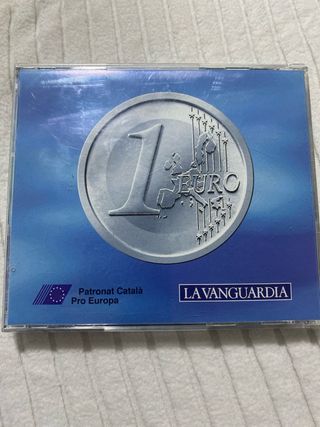 1 EURO
Patronat Català
Pro Europa
LA VANGUARDIA